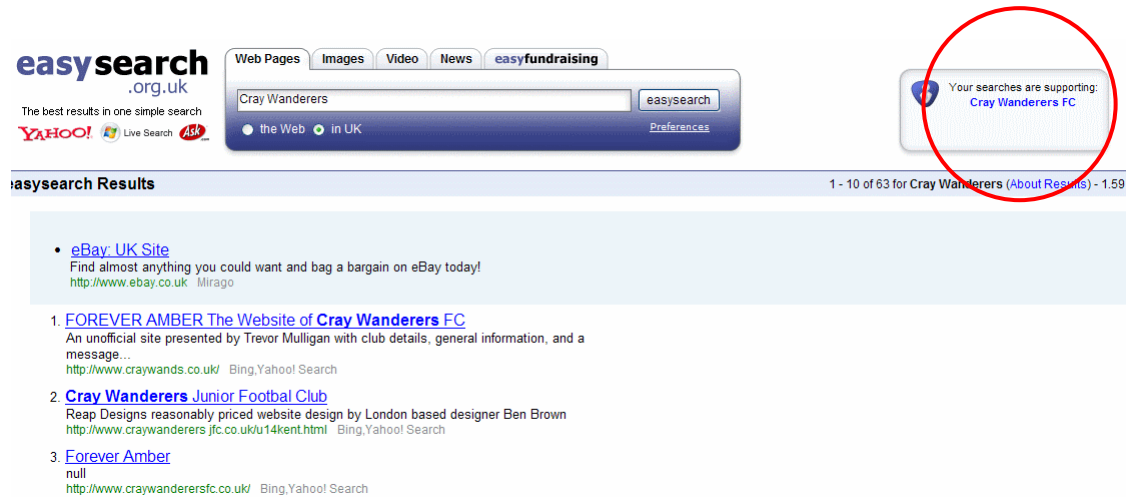 easysearch
.org.uk
The best results in one simple search
YAHOO! Live Search Ask
Web Pages Images Video News easyfundraising
Cray Wanderers easysearch
the Web in UK Preferences
Your searches are supporting:
Cray Wanderers FC
easysearch Results 1 - 10 of 63 for Cray Wanderers (About Results) - 1.59
eBay: UK Site
Find almost anything you could want and bag a bargain on eBay today!
http://www.ebay.co.uk Mirago
1. FOREVER AMBER The Website of Cray Wanderers FC
An unofficial site presented by Trevor Mulligan with club details, general information, and a
message...
http://www.craywands.co.uk/ Bing,Yahoo! Search
2. Cray Wanderers Junior Footbal Club
Reap Designs reasonably priced website design by London based designer Ben Brown
http://www.craywanderers jfc.co.uk/u14kent.html Bing,Yahoo! Search
3. Forever Amber
null
http://www.craywanderersfc.co.uk/ Bing,Yahoo! Search